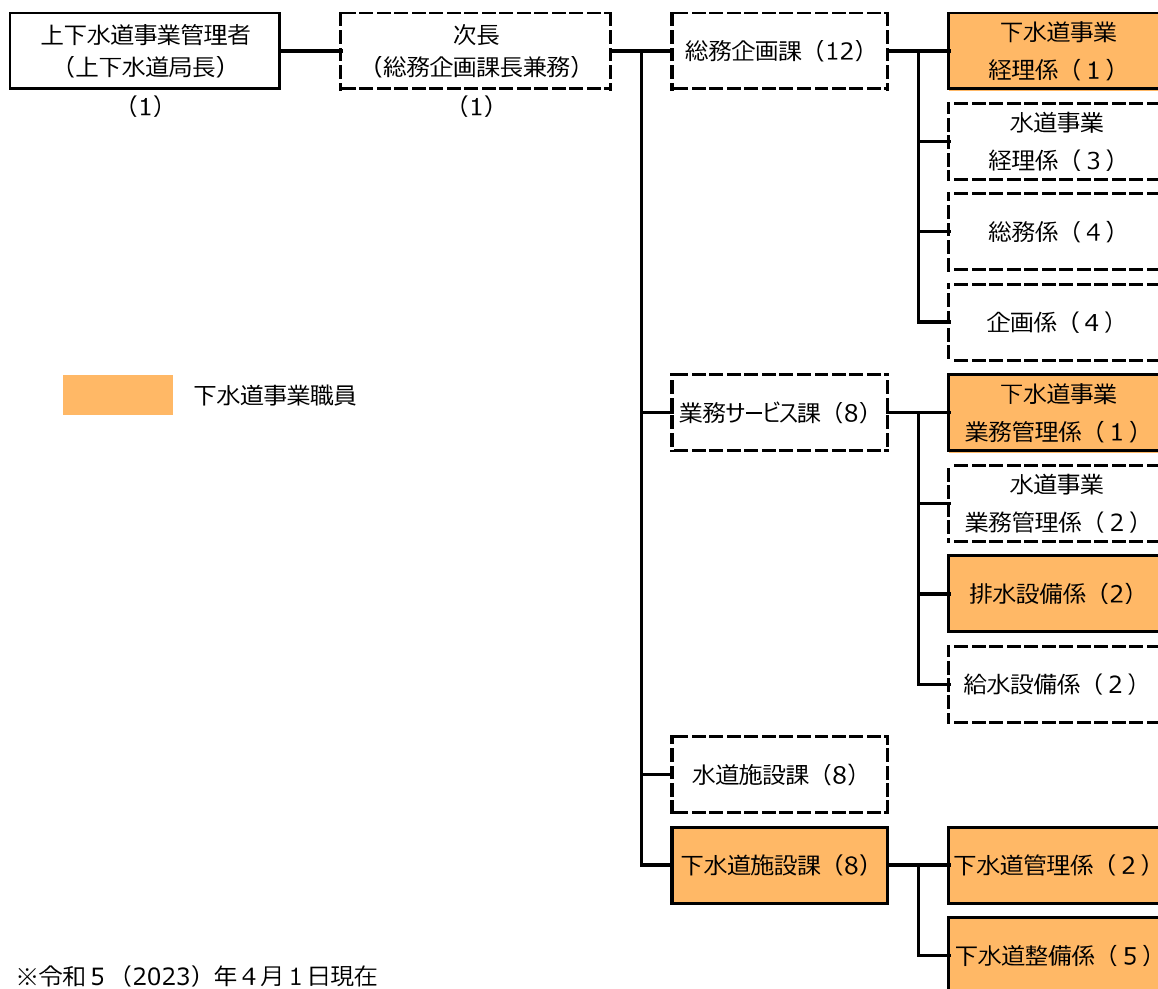 上下水道事業管理者
（上下水道局長）
（1）
次長
（総務企画課長兼務）
（1）
総務企画課（12）
下水道事業
経理係（１）
水道事業
経理係（３）
総務係（４）
企画係（４）
下水道事業職員
業務サービス課（8）
下水道事業
業務管理係（１）
水道事業
業務管理係（２）
排水設備係（2）
給水設備係（２）
水道施設課（8）
下水道施設課（8）
下水道管理係（２）
下水道整備係（５）
※令和５（2023）年４月１日現在